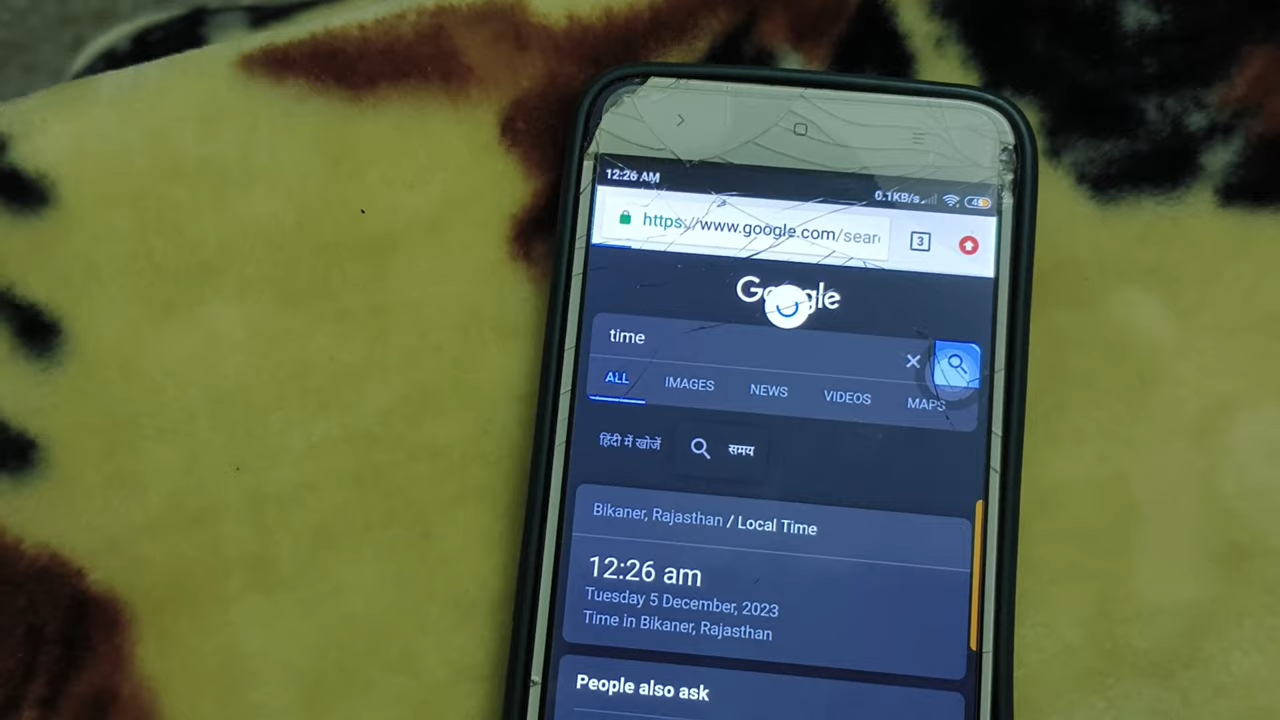 12:26 AM
0.1KB/s
https://www.google.com/sear
3
Google
time
ALL IMAGES NEWS VIDEOS MAPS
हिंदी में खोजें समय
Bikaner, Rajasthan / Local Time
12:26 am
Tuesday 5 December, 2023
Time in Bikaner, Rajasthan
People also ask